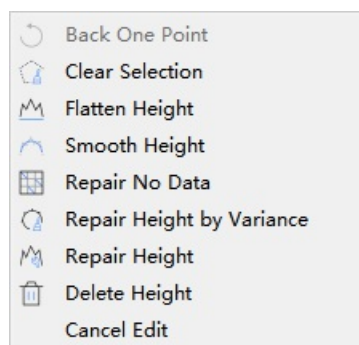 Back One Point
Clear Selection
Flatten Height
Smooth Height
Repair No Data
Repair Height by Variance
Repair Height
Delete Height
Cancel Edit